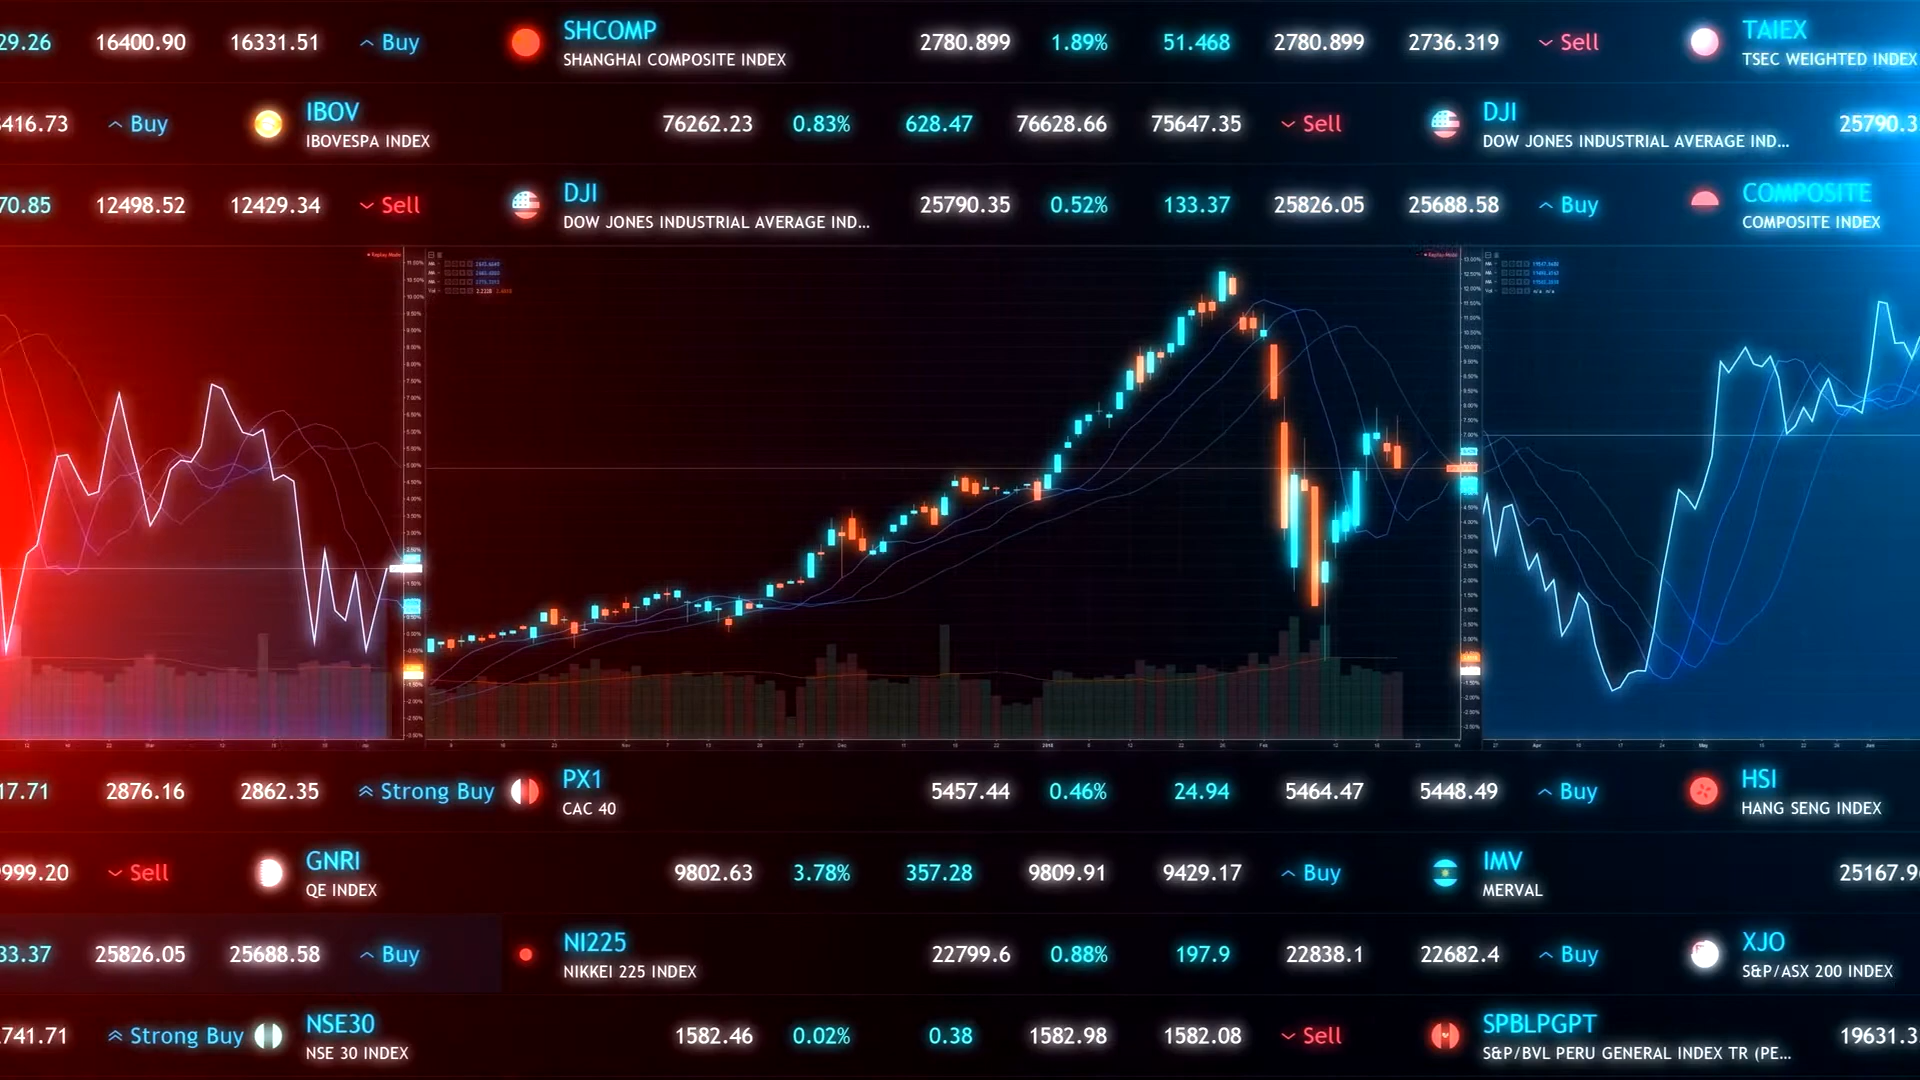 29.26 16400.90 16331.51 Buy SHCOMP 2780.899 1.89% 51.468 2780.899 2736.319 Sell TAIEX
SHANGHAI COMPOSITE INDEX TSEC WEIGHTED INDEX
416.73 Buy IBOV 76262.23 0.83% 628.47 76628.66 75647.35 Sell DJI 25790.3
IBOVESPA INDEX DOW JONES INDUSTRIAL AVERAGE IND...
70.85 12498.52 12429.34 Sell DJI 25790.35 0.52% 133.37 25826.05 25688.58 Buy COMPOSITE
DOW JONES INDUSTRIAL AVERAGE IND... COMPOSITE INDEX
Replay Mode
17.71 2876.16 2862.35 Strong Buy PX1 5457.44 0.46% 24.94 5464.47 5448.49 Buy HSI
CAC 40 HANG SENG INDEX
999.20 Sell GNRI 9802.63 3.78% 357.28 9809.91 9429.17 Buy IMV 25167.9
QE INDEX MERVAL
33.37 25826.05 25688.58 Buy NI225 22799.6 0.88% 197.9 22838.1 22682.4 Buy XJO
NIKKEI 225 INDEX S&P/ASX 200 INDEX
741.71 Strong Buy NSE30 1582.46 0.02% 0.38 1582.98 1582.08 Sell SPBLPGPT 19631.3
NSE 30 INDEX S&P/BVL PERU GENERAL INDEX TR (PE...